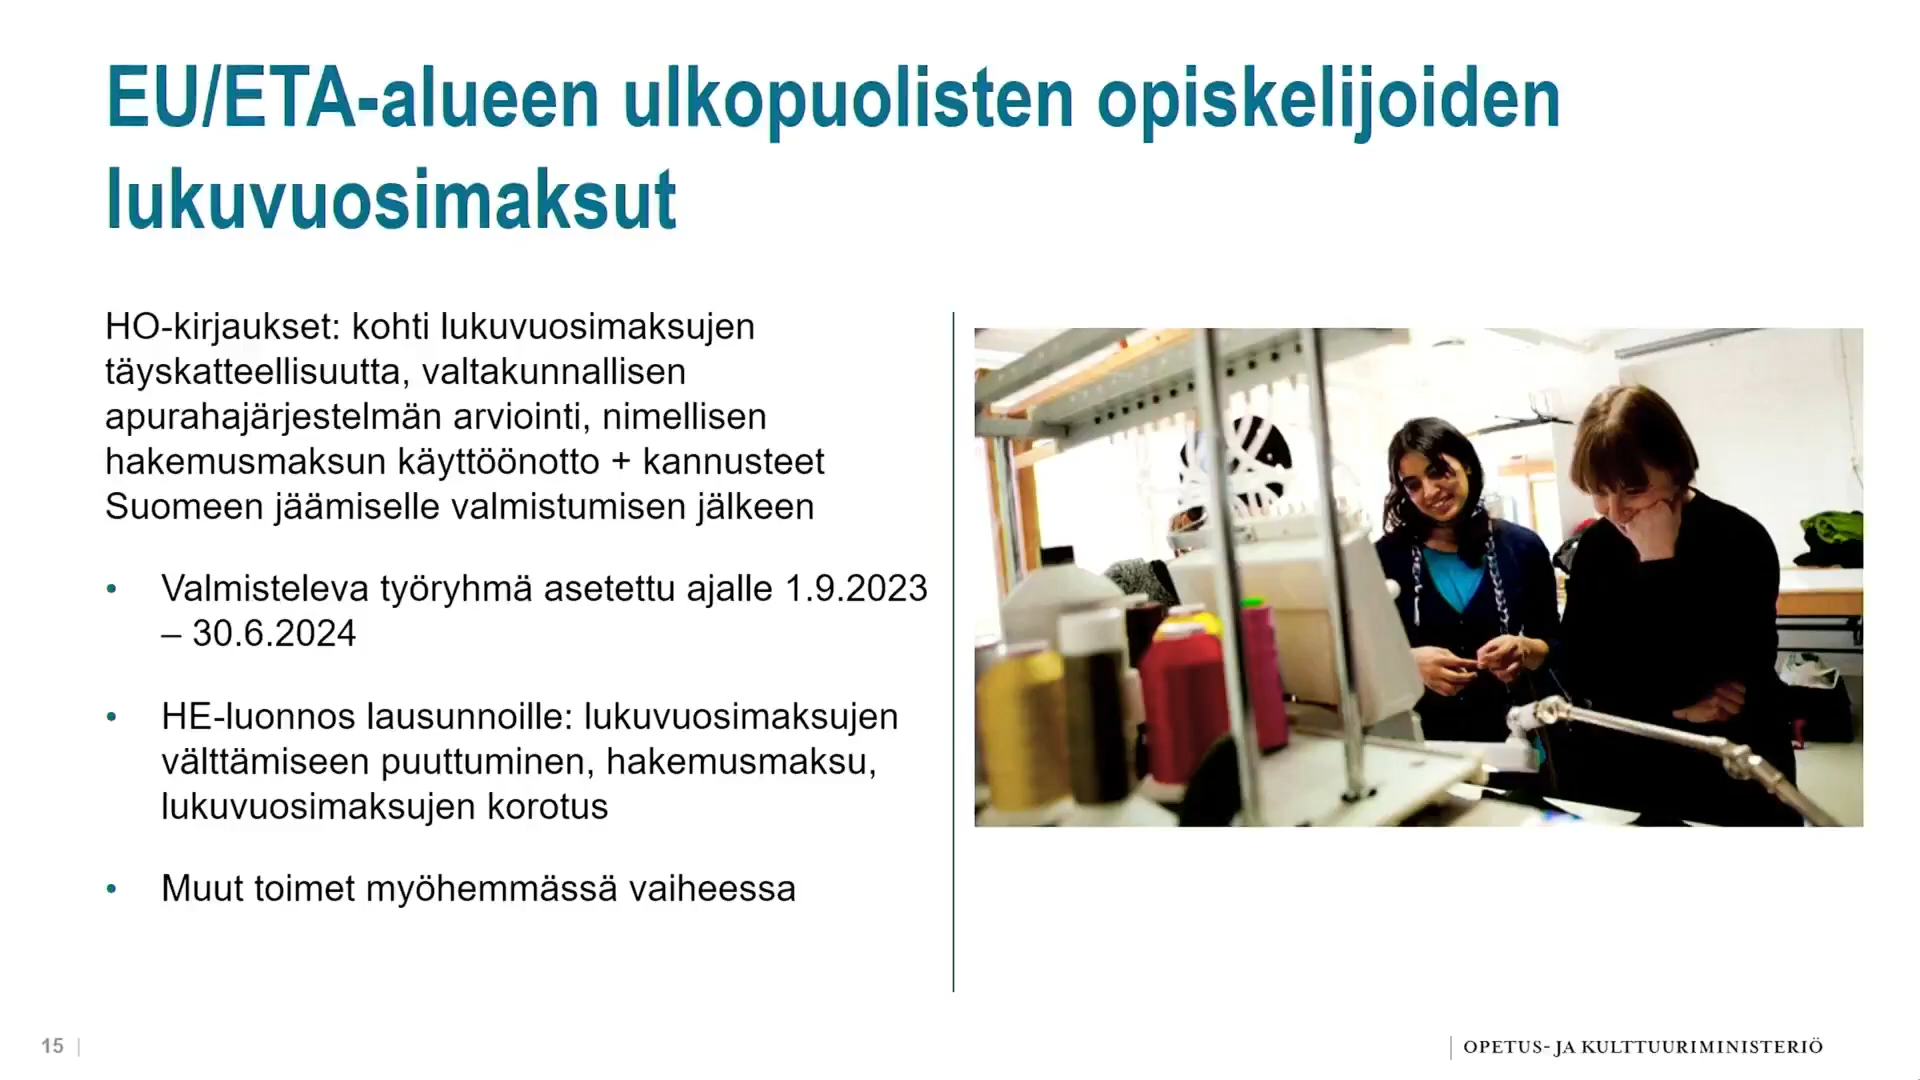 EU/ETA-alueen ulkopuolisten opiskelijoiden
lukuvuosimaksut
HO-kirjaukset: kohti lukuvuosimaksujen
täyskatteellisuutta, valtakunnallisen
apurahajärjestelmän arviointi, nimellisen
hakemusmaksun käyttöönotto + kannusteet
Suomeen jäämiselle valmistumisen jälkeen
• Valmisteleva työryhmä asetettu ajalle 1.9.2023
– 30.6.2024
• HE-luonnos lausunnoille: lukuvuosimaksujen
välttämiseen puuttuminen, hakemusmaksu,
lukuvuosimaksujen korotus
• Muut toimet myöhemmässä vaiheessa
15 |
| OPETUS- JA KULTTUURIMINISTERIÖ